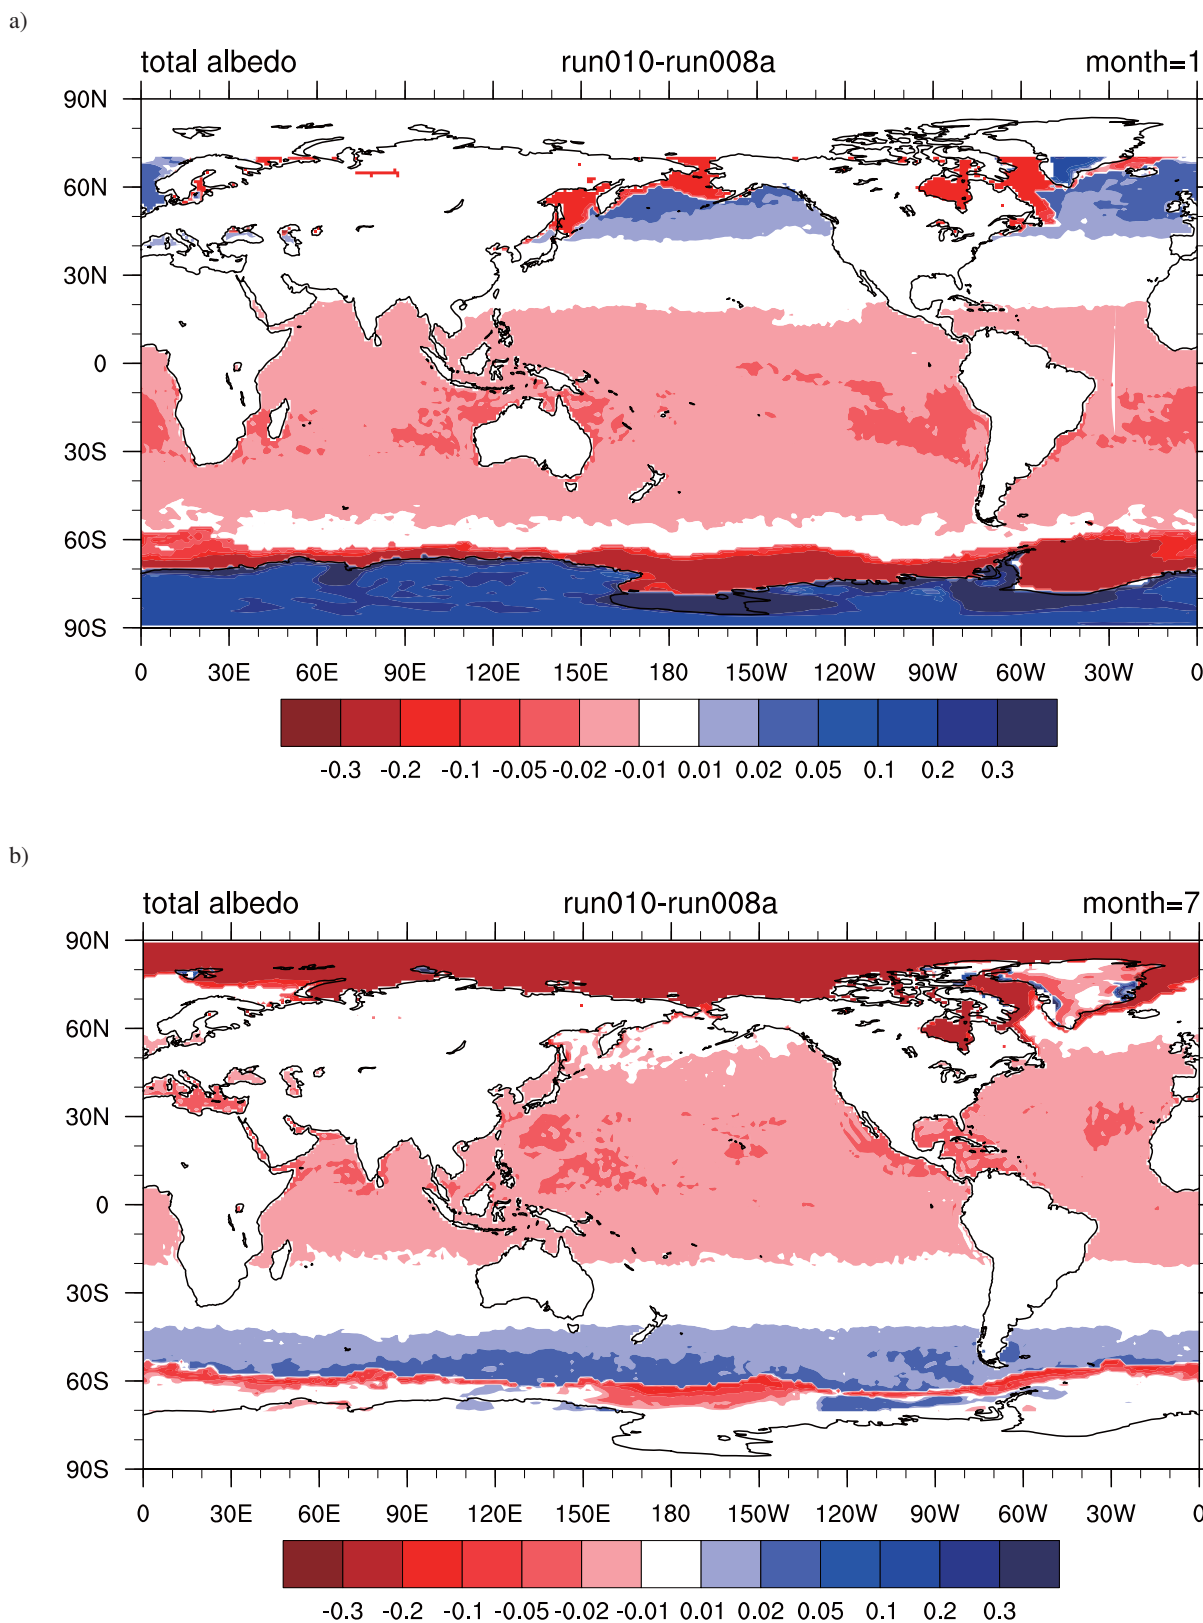 a)
total albedo run010-run008a month=1
90N
60N
30N
0
30S
60S
90S
0 30E 60E 90E 120E 150E 180 150W 120W 90W 60W 30W 0
-0.3 -0.2 -0.1 -0.05 -0.02 -0.01 0.01 0.02 0.05 0.1 0.2 0.3
b)
total albedo run010-run008a month=7
90N
60N
30N
0
30S
60S
90S
0 30E 60E 90E 120E 150E 180 150W 120W 90W 60W 30W 0
-0.3 -0.2 -0.1 -0.05 -0.02 -0.01 0.01 0.02 0.05 0.1 0.2 0.3